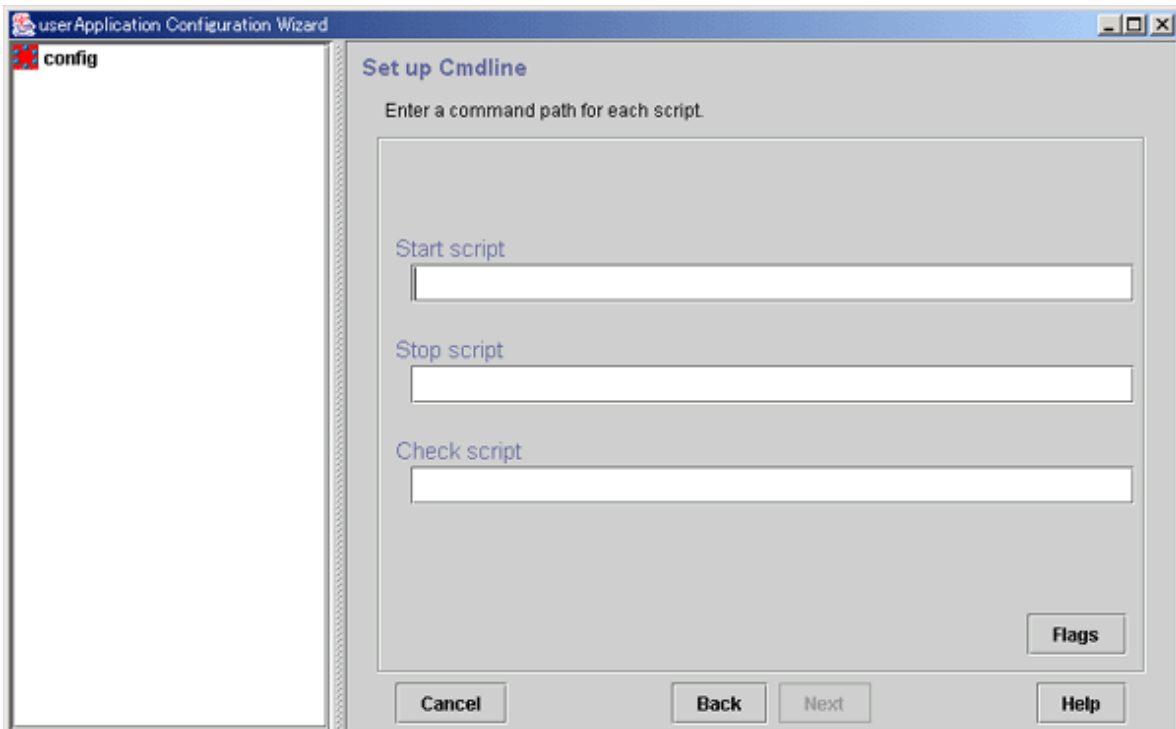 userApplication Configuration Wizard
config
Set up Cmdline
Enter a command path for each script.
Start script
Stop script
Check script
Flags
Cancel
Back
Next
Help